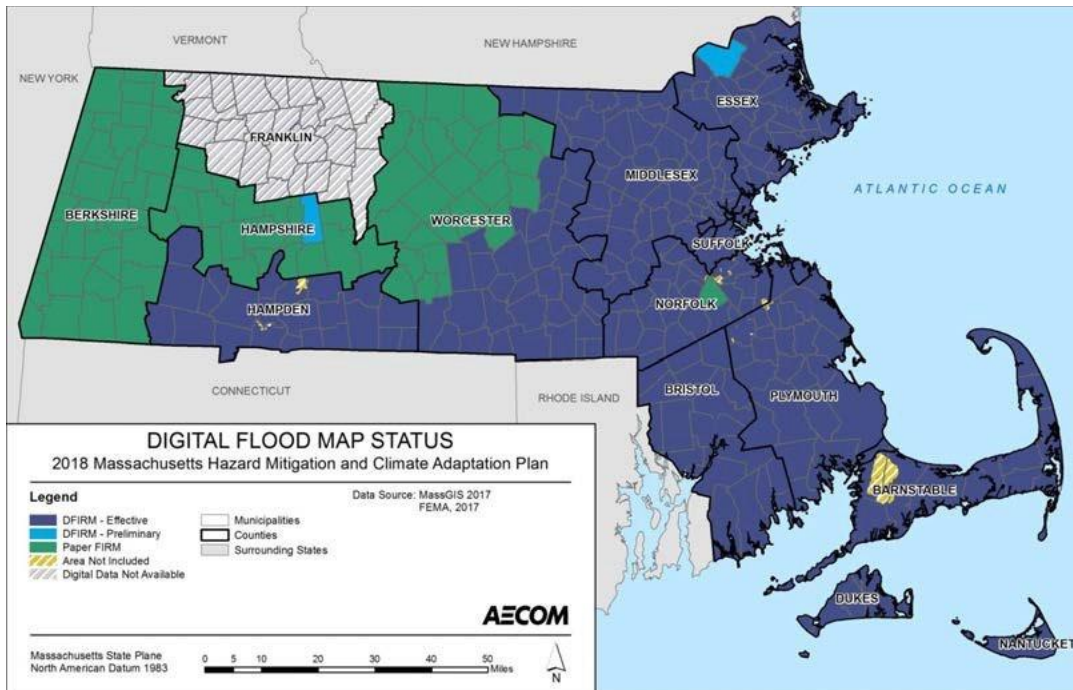 VERMONT
NEW HAMPSHIRE
NEW YORK
ESSEX
FRANKLIN
MIDDLESEX
ATLANTIC OCEAN
BERKSHIRE
HAMPSHIRE
WORCESTER
SUFFOLK
NORFOLK
HAMPDEN
CONNECTICUT
RHODE ISLAND
BRISTOL
PLYMOUTH
BARNSTABLE
DUKES
NANTUCKET
DIGITAL FLOOD MAP STATUS
2018 Massachusetts Hazard Mitigation and Climate Adaptation Plan
Legend
Data Source: MassGIS 2017
FEMA, 2017
DFIRM - Effective
DFIRM - Preliminary
Paper FIRM
Area Not Included
Digital Data Not Available
Municipalities
Counties
Surrounding States
AECOM
Massachusetts State Plane
North American Datum 1983
0 5 10 20 30 40 50
Miles
N